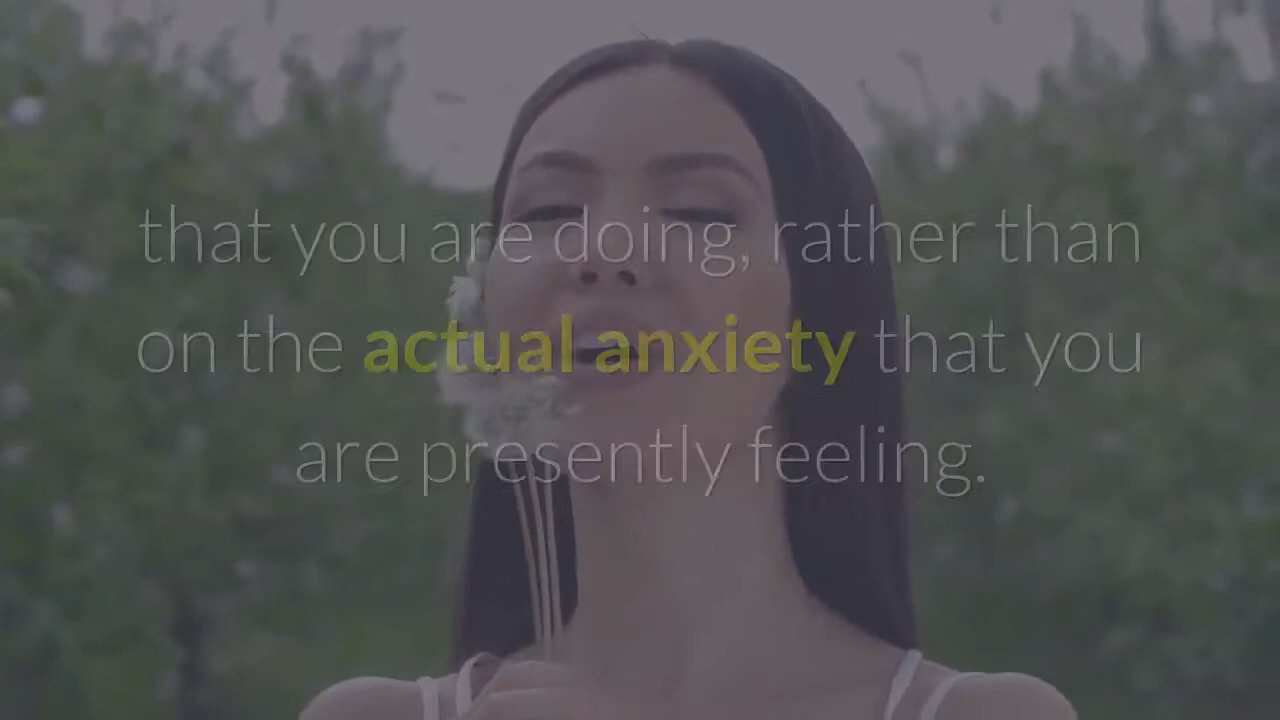 that you are doing, rather than
on the actual anxiety that you
are presently feeling.